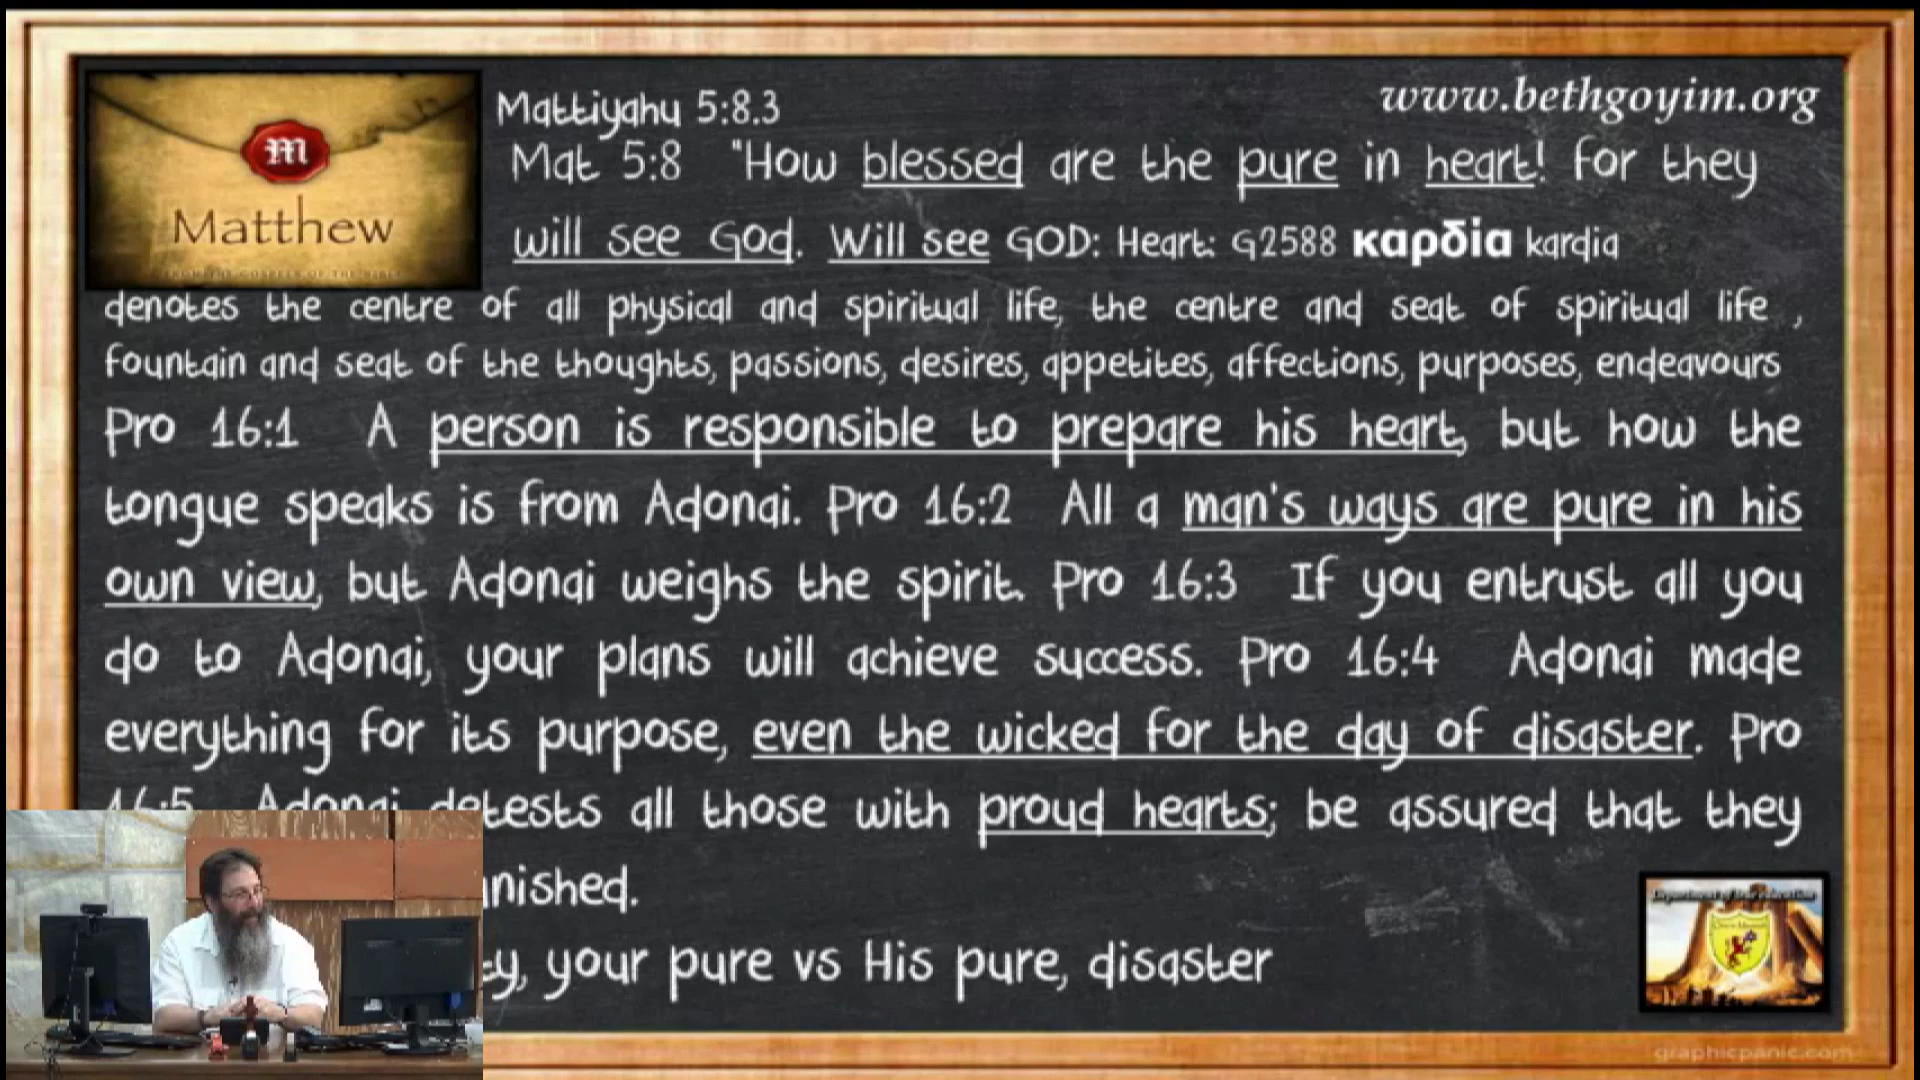 www.bethgoyim.org
M
Matthew
Mattiyahu 5:8.3
Mat 5:8 "How blessed are the pure in heart! for they
will see God. Will see GOD: Heart: G2588 καρδία kardia
denotes the centre of all physical and spiritual life, the centre and seat of spiritual life ,
fountain and seat of the thoughts, passions, desires, appetites, affections, purposes, endeavours
Pro 16:1 A person is responsible to prepare his heart, but how the
tongue speaks is from Adonai. Pro 16:2 All a man's ways are pure in his
own view, but Adonai weighs the spirit. Pro 16:3 If you entrust all you
do to Adonai, your plans will achieve success. Pro 16:4 Adonai made
everything for its purpose, even the wicked for the day of disaster. Pro
16:5 Adonai detests all those with proud hearts; be assured that they
nished.
ty, your pure vs His pure, disaster
graphicpanic.com